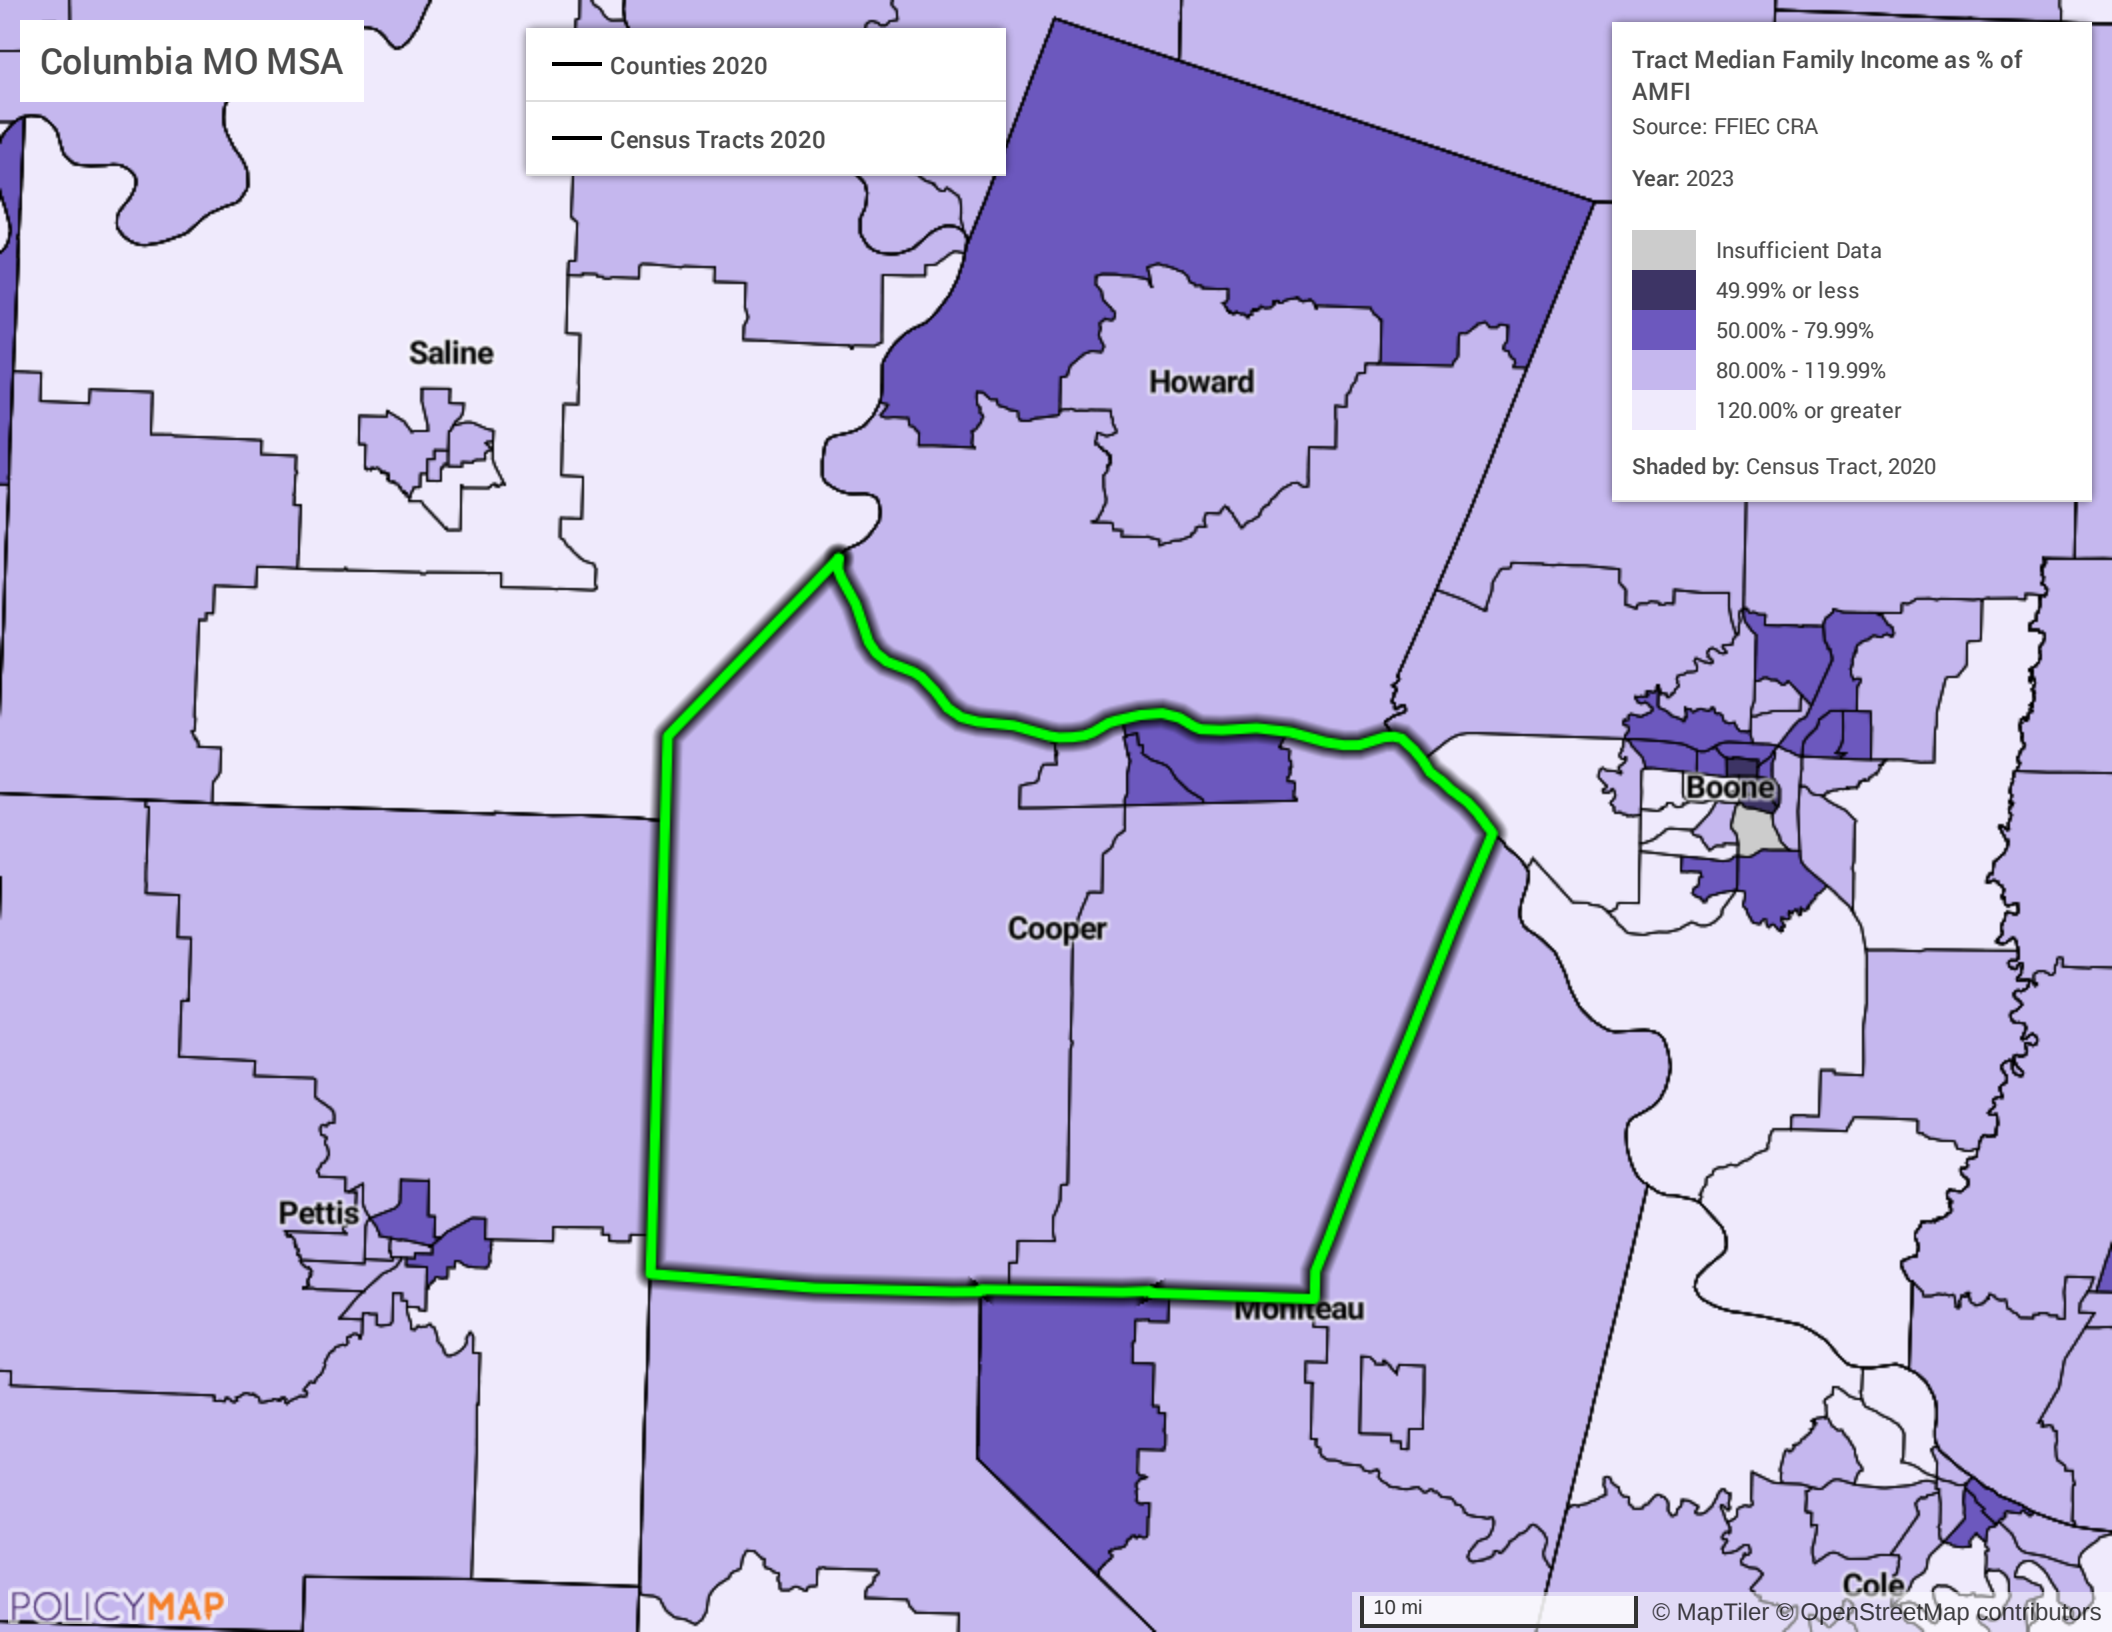 Columbia MO MSA
Counties 2020
Census Tracts 2020
Tract Median Family Income as % of
AMFI
Source: FFIEC CRA
Year: 2023
Insufficient Data
49.99% or less
50.00% - 79.99%
80.00% - 119.99%
120.00% or greater
Shaded by: Census Tract, 2020
Saline
Howard
Boone
Cooper
Pettis
Moniteau
Cole
POLICYMAP
10 mi
© MapTiler © OpenStreetMap contributors